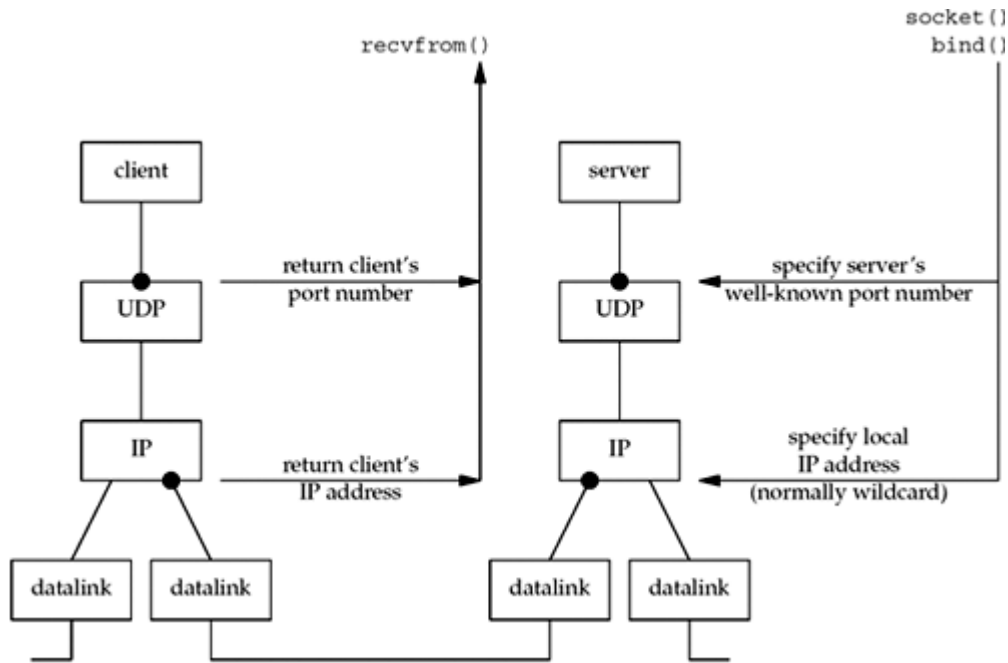 socket()
recvfrom()
bind()
client
server
return client's
port number
specify server's
well-known port number
UDP
UDP
IP
IP
return client's
IP address
specify local
IP address
(normally wildcard)
datalink
datalink
datalink
datalink